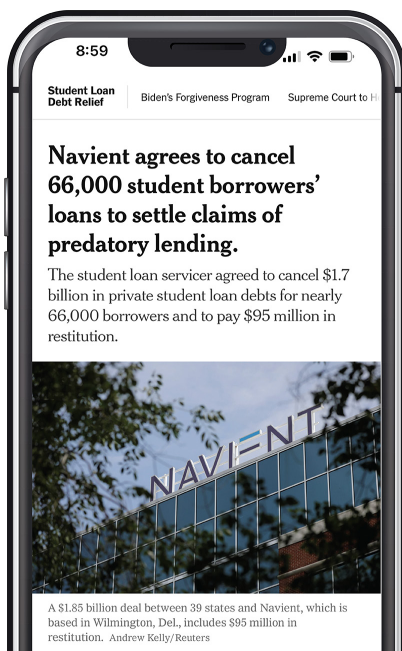 8:59
Student Loan
Debt Relief
Biden's Forgiveness Program
Supreme Court to
Navient agrees to cancel
66,000 student borrowers'
loans to settle claims of
predatory lending.
The student loan servicer agreed to cancel $1.7
billion in private student loan debts for nearly
66,000 borrowers and to pay $95 million in
restitution.
NAVIENT
A $1.85 billion deal between 39 states and Navient, which is
based in Wilmington, Del., includes $95 million in
restitution. Andrew Kelly/Reuters